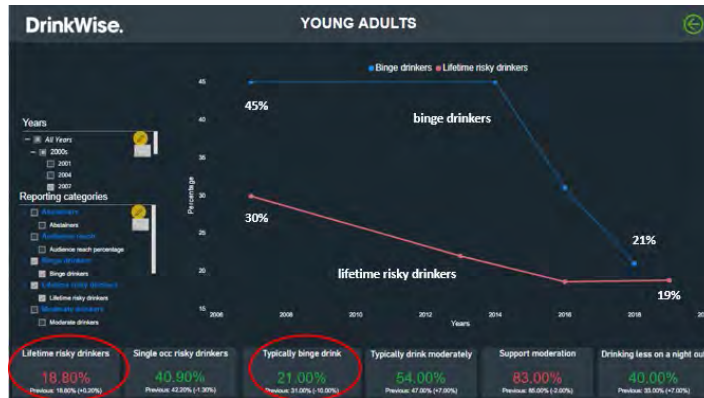 DrinkWise.
YOUNG ADULTS
Binge drinkers Lifetime risky drinkers
45
40
35
30
25
20
15
Percentage
45%
binge drinkers
30%
lifetime risky drinkers
21%
19%
2006
2008
2010
2012
2014
2016
2018
20
Years
Years
All Years
2000s
2001
2004
2007
Reporting categories
Abstainers
Abstainers
Audience reach
Audience reach percentage
Binge drinkers
Binge drinkers
Lifetime risky drinkers
Lifetime risky drinkers
Moderate drinkers
Moderate drinkers
Lifetime risky drinkers
18.80%
Previous: 18.60% (+0.20%)
Single occ risky drinkers
40.90%
Previous: 42.20% (-1.30%)
Typically binge drink
21.00%
Previous: 31.00% (-10.00%)
Typically drink moderately
54.00%
Previous: 47.00% (+7.00%)
Support moderation
83.00%
Previous: 85.00% (-2.00%)
Drinking less on a night out
40.00%
Previous: 33.00% (+7.00%)